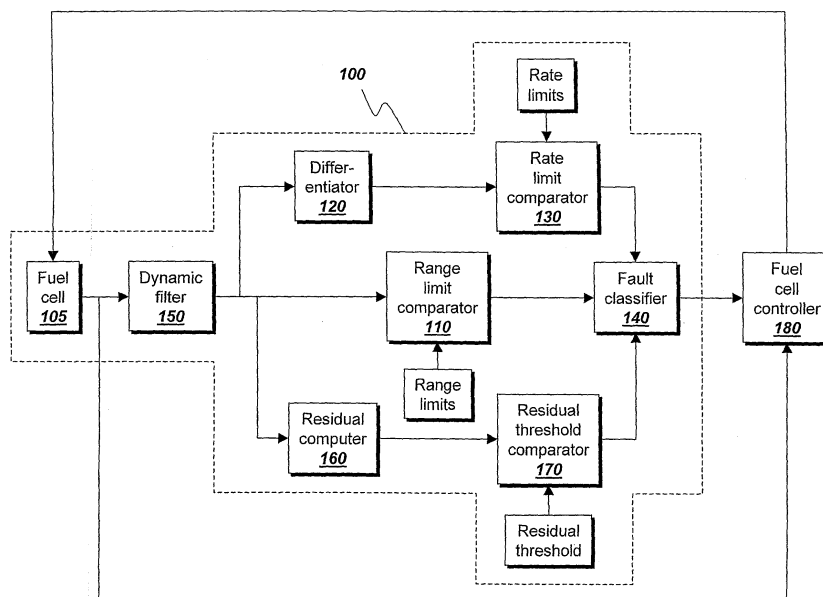 100
Rate
limits
Differ-
entiator
120
Rate
limit
comparator
130
Fuel
cell
105
Dynamic
filter
150
Range
limit
comparator
110
Fault
classifier
140
Fuel
cell
controller
180
Range
limits
Residual
computer
160
Residual
threshold
comparator
170
Residual
threshold